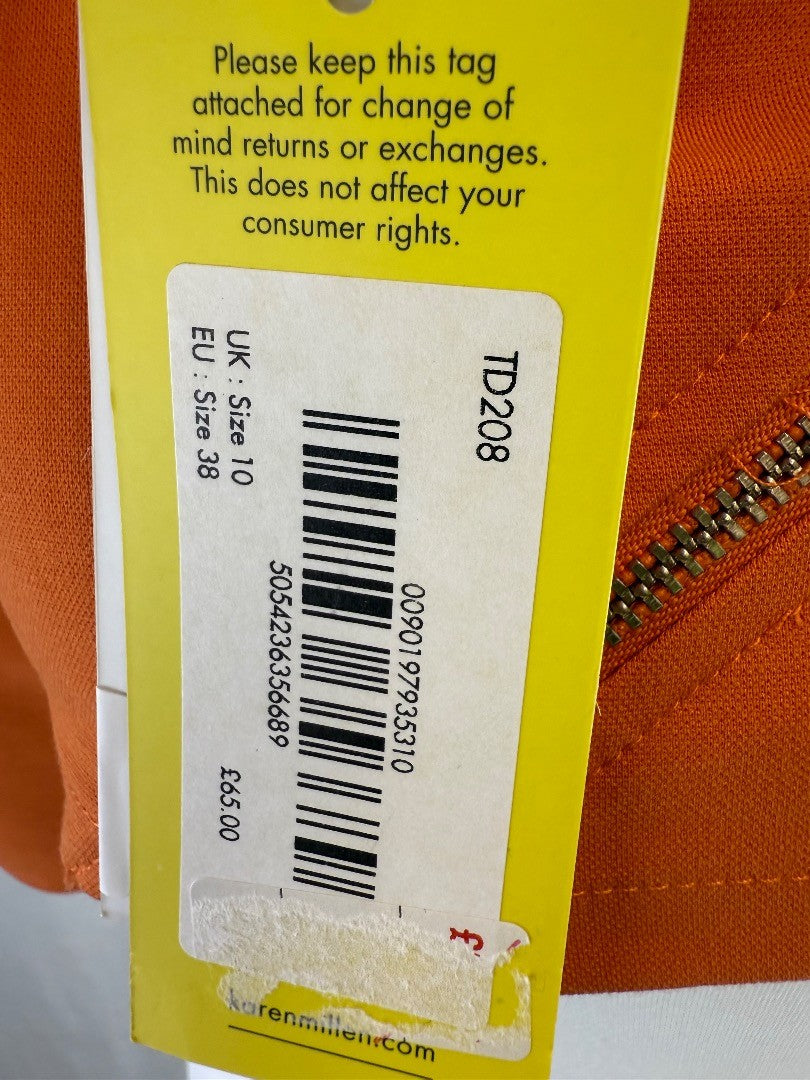 Please keep this tag
attached for change of
mind returns or exchanges.
This does not affect your
consumer rights.
TD208
0090197935310
5054236356689
UK : Size 10
EU : Size 38
£65.00
£
karenmillen.com